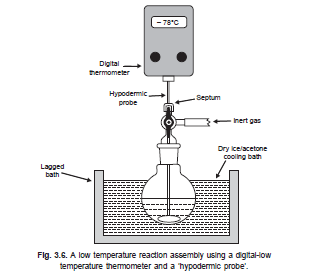 – 78°C
Digital
thermometer
Hypodermic
probe
Septum
Inert gas
Dry ice/acetone
cooling bath
Lagged
bath
Fig. 3.6. A low temperature reaction assembly using a digital-low
temperature thermometer and a 'hypodermic probe'.